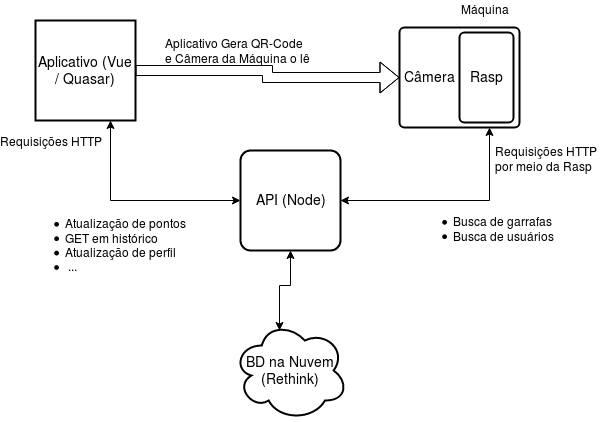 Máquina
Aplicativo (Vue
/ Quasar)
Aplicativo Gera QR-Code
e Câmera da Máquina o lê
Câmera
Rasp
Requisições HTTP
Requisições HTTP
por meio da Rasp
API (Node)
• Atualização de pontos
• GET em histórico
• Atualização de perfil
• ...
• Busca de garrafas
• Busca de usuários
BD na Nuvem
(Rethink)